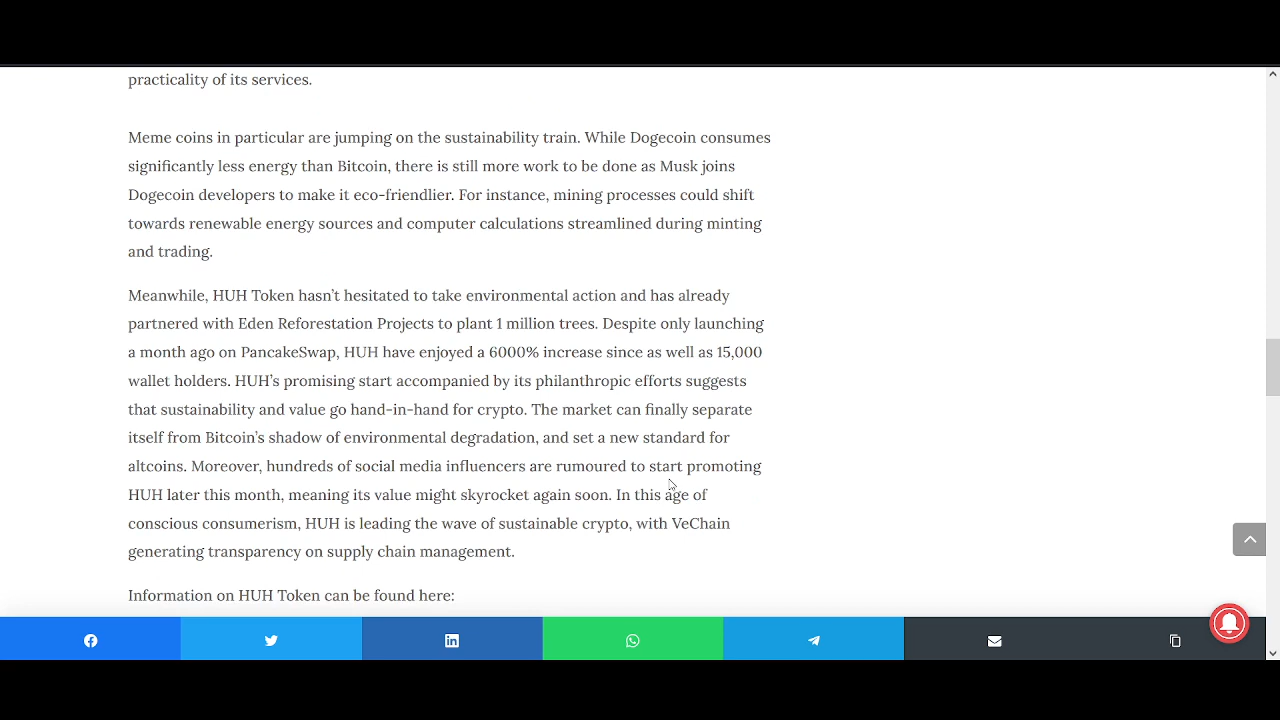 practicality of its services.
Meme coins in particular are jumping on the sustainability train. While Dogecoin consumes
significantly less energy than Bitcoin, there is still more work to be done as Musk joins
Dogecoin developers to make it eco-friendlier. For instance, mining processes could shift
towards renewable energy sources and computer calculations streamlined during minting
and trading.
Meanwhile, HUH Token hasn’t hesitated to take environmental action and has already
partnered with Eden Reforestation Projects to plant 1 million trees. Despite only launching
a month ago on PancakeSwap, HUH have enjoyed a 6000% increase since as well as 15,000
wallet holders. HUH’s promising start accompanied by its philanthropic efforts suggests
that sustainability and value go hand-in-hand for crypto. The market can finally separate
itself from Bitcoin’s shadow of environmental degradation, and set a new standard for
altcoins. Moreover, hundreds of social media influencers are rumoured to start promoting
HUH later this month, meaning its value might skyrocket again soon. In this age of
conscious consumerism, HUH is leading the wave of sustainable crypto, with VeChain
generating transparency on supply chain management.
Information on HUH Token can be found here: